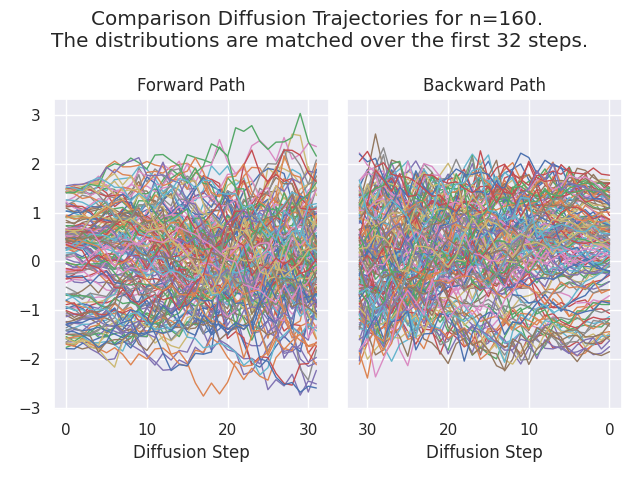 Comparison Diffusion Trajectories for n=160.
The distributions are matched over the first 32 steps.
Forward Path
Backward Path
3
2
1
0
−1
−2
−3
0 10 20 30
30 20 10 0
Diffusion Step
Diffusion Step